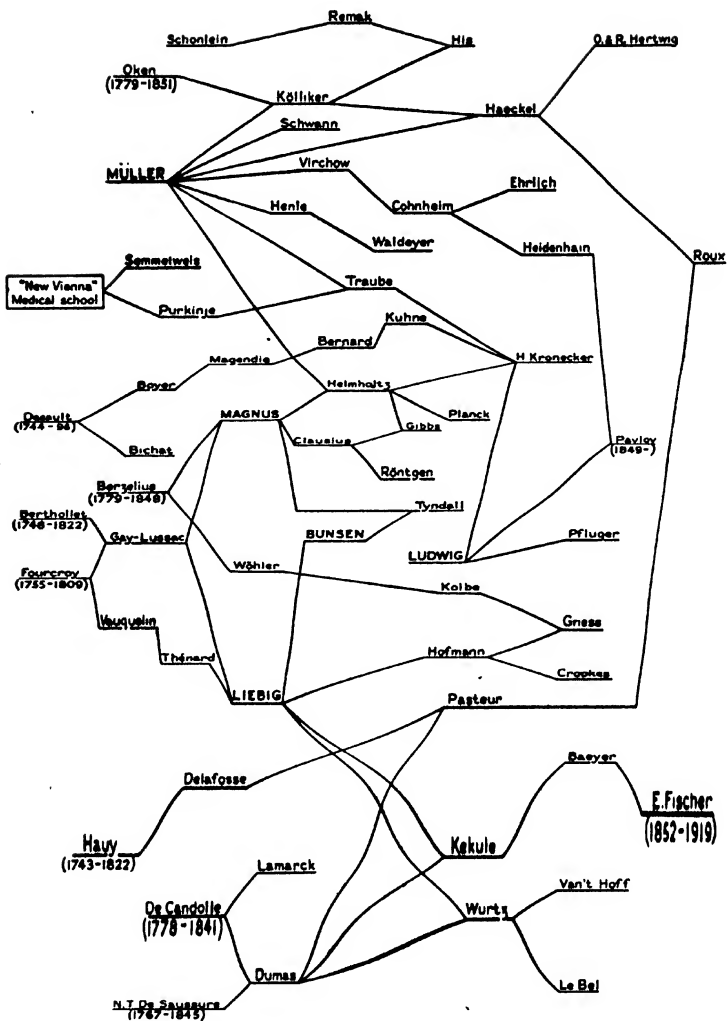 Remak
Schonlein
His
O.& R. Hertwig
Oken
(1779-1851)
Kölliker
Haeckel
Schwann
MÜLLER
Virchow
Ehrlich
Henle
Cohnheim
Waldeyer
Heidenhain
Roux
Semmelweis
"New Vienna"
Medical school
Purkinje
Traube
Kuhne
Bernard
Magendie
H. Kronecker
Boyer
Helmholtz
Desault
(1744-94)
MAGNUS
Planck
Gibbs
Clausius
Bichat
Pavlov
(1849-)
Röntgen
Berzelius
(1779-1848)
Tyndall
Berthollet
(1748-1822)
Gay-Lussac
BUNSEN
LUDWIG
Pfluger
Fourcroy
(1755-1809)
Wöhler
Kolbe
Vauquelin
Griess
Thénard
Hofmann
Crookes
LIEBIG
Pasteur
Delafosse
Baeyer
E. Fischer
(1852-1919)
Hauy
(1743-1822)
Kekule
Lamarck
Van't Hoff
De Candolle
(1778-1841)
Wurtz
Dumas
Le Bel
N.T. De Saussure
(1767-1845)